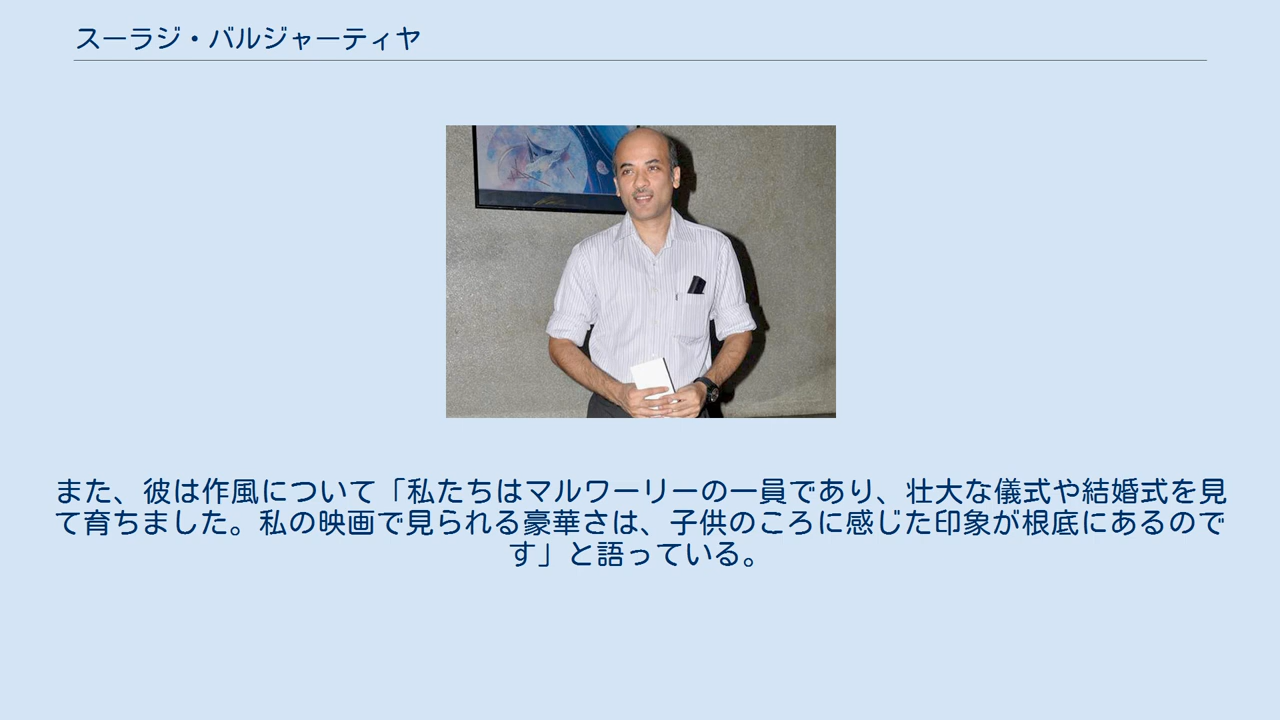 スーラジ・バルジャーティヤ
また、彼は作風について「私たちはマルワーリーの一員であり、壮大な儀式や結婚式を見
て育ちました。私の映画で見られる豪華さは、子供のころに感じた印象が根底にあるので
す」と語っている。